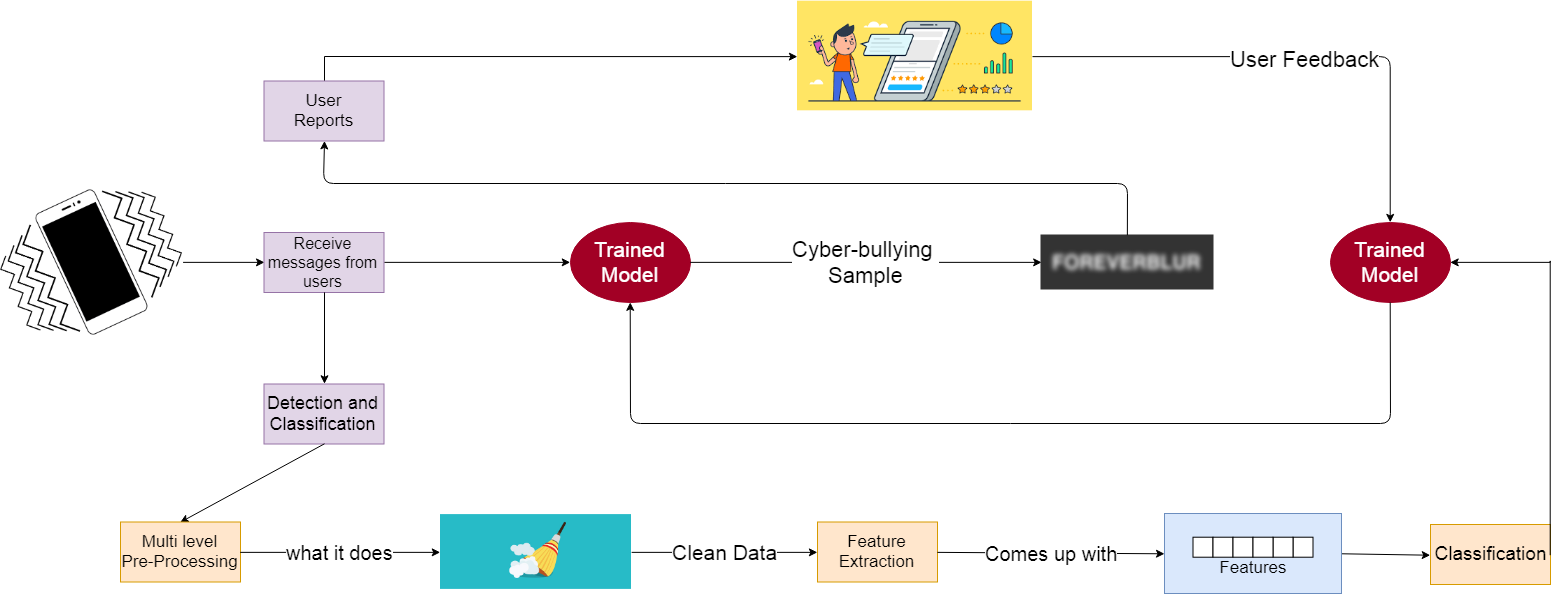 User Feedback
User
Reports
Receive
messages from
users
Trained
Model
Cyber-bullying
Sample
FOREVERBLUR
Trained
Model
Detection and
Classification
Multi level
Pre-Processing
what it does
Clean Data
Feature
Extraction
Comes up with
Features
Classification